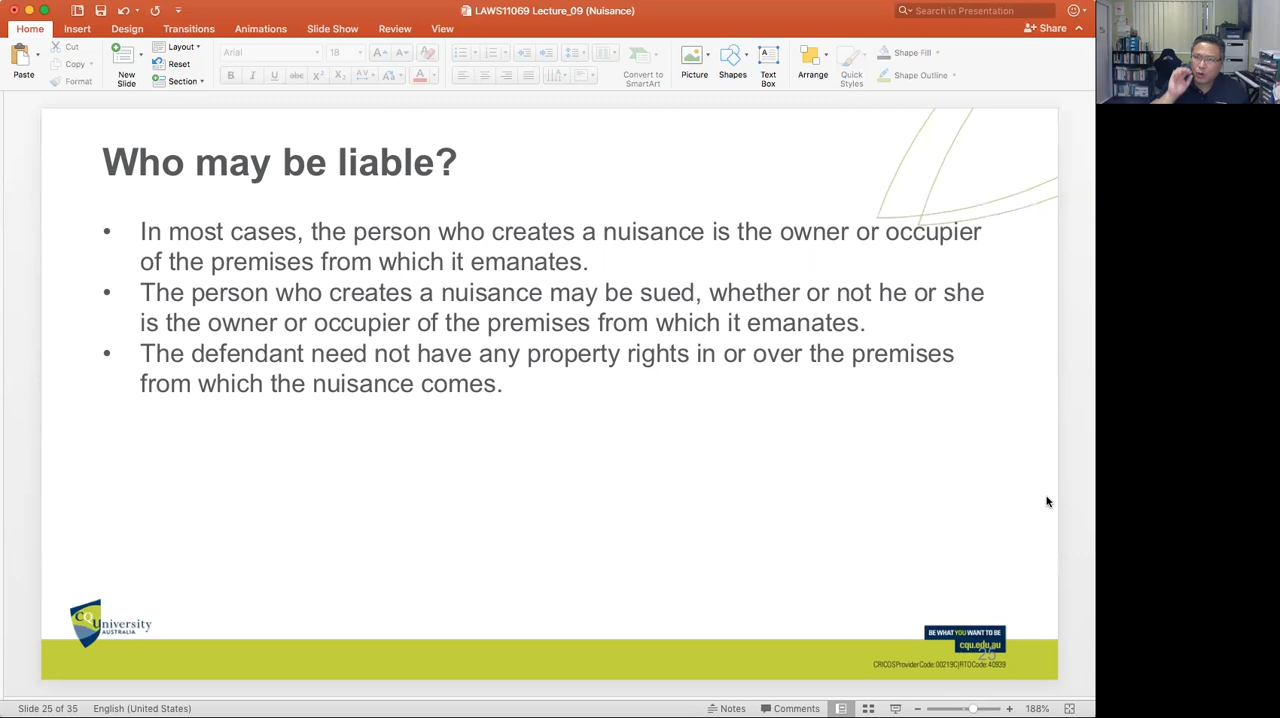 LAWS11069 Lecture_09 (Nuisance)
Search in Presentation
Home Insert Design Transitions Animations Slide Show Review View
Share
Paste
Cut
Copy
Format
New Slide
Layout
Reset
Section
Arial 18
B I U abc X² X₂ AV Aa A
Convert to SmartArt
Picture
Shapes
Text Box
Arrange
Quick Styles
Shape Fill
Shape Outline
Who may be liable?
• In most cases, the person who creates a nuisance is the owner or occupier
of the premises from which it emanates.
• The person who creates a nuisance may be sued, whether or not he or she
is the owner or occupier of the premises from which it emanates.
• The defendant need not have any property rights in or over the premises
from which the nuisance comes.
CQUniversity
AUSTRALIA
BE WHAT YOU WANT TO BE
cqu.edu.au
25
CRICOS Provider Code: 00219C | RTO Code: 40939
Slide 25 of 35 English (United States) Notes Comments 188%